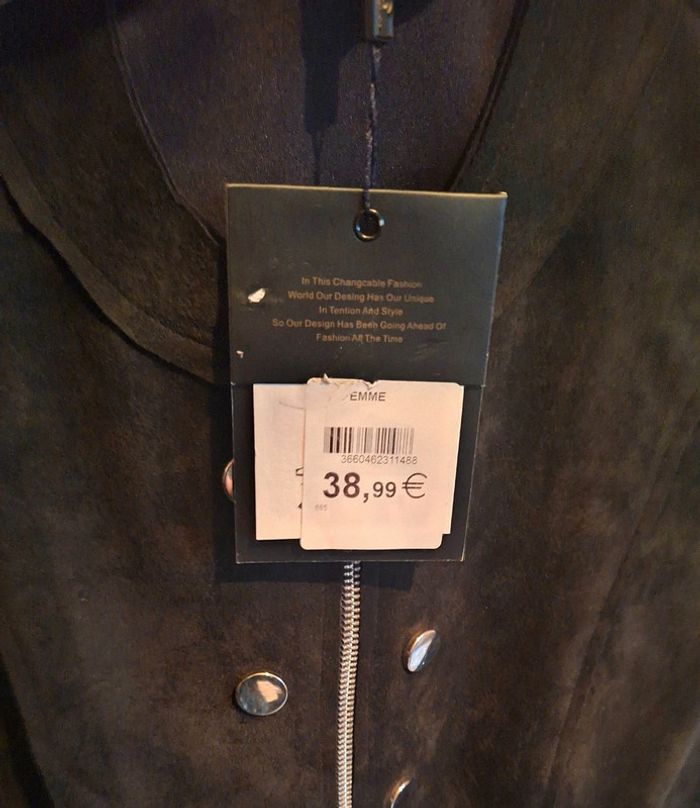 In This Changcable Fashion
World Our Desing Has Our Unique
In Tention And Style
So Our Design Has Been Going Ahead Of
Fashion All The Time
EMME
3660462311488
38,99€